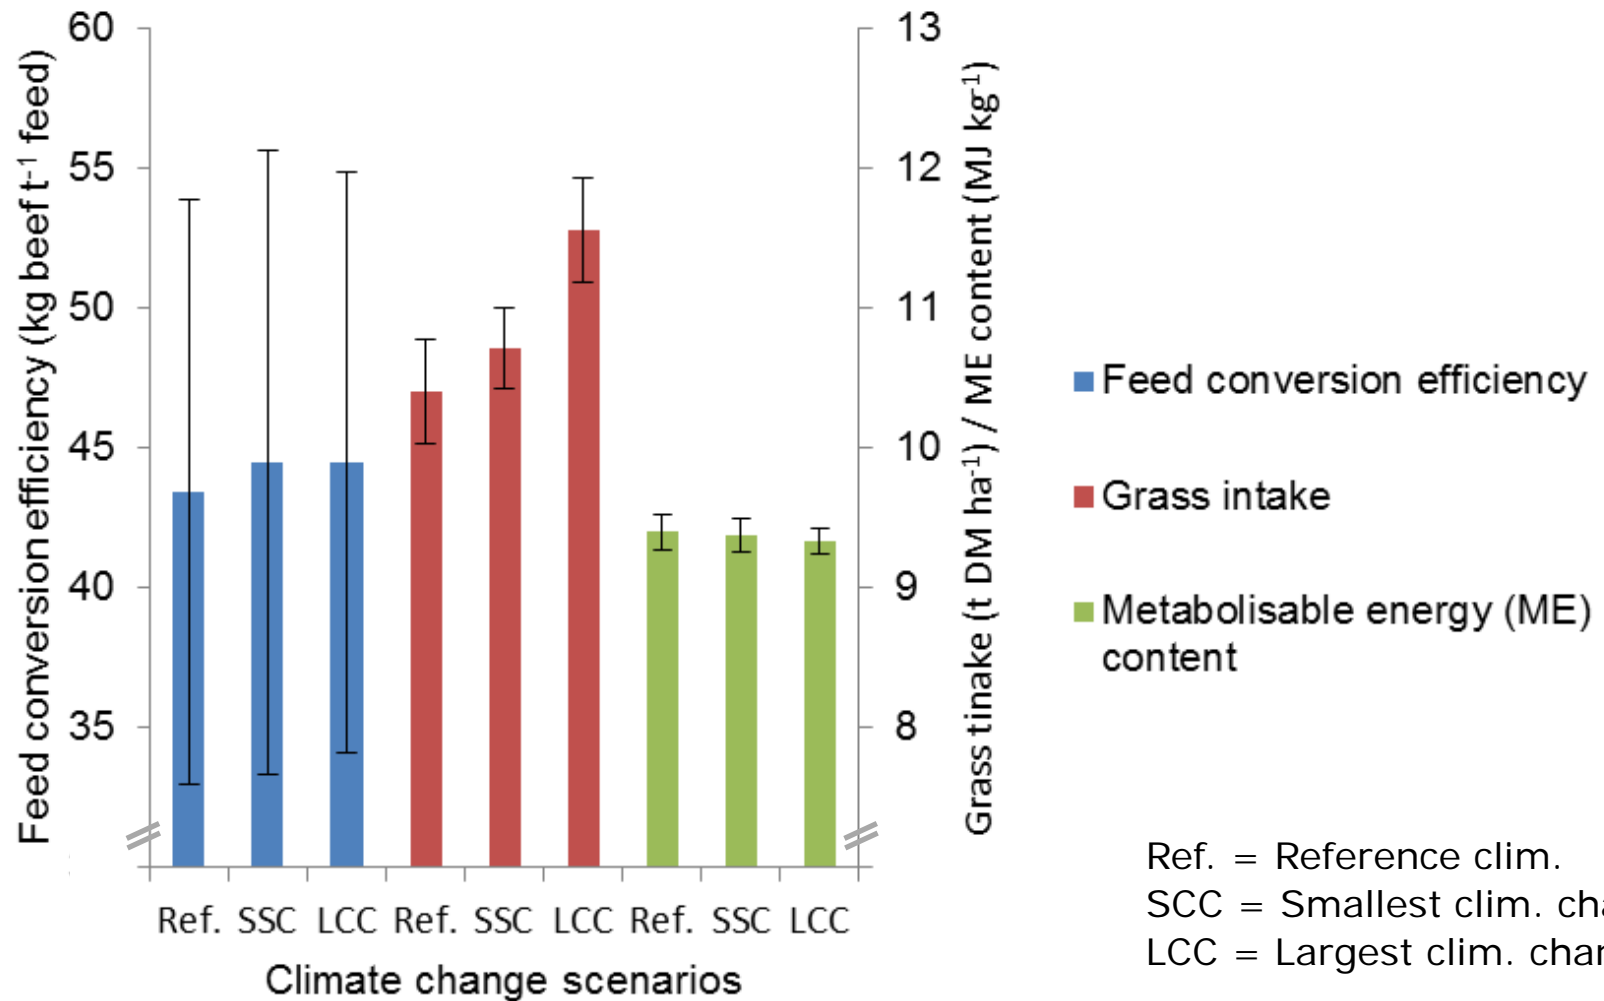 Feed conversion efficiency (kg beef t-1 feed)
60
55
50
45
40
35
13
12
11
10
9
8
Grass tinake (t DM ha-1) / ME content (MJ kg-1)
Ref. SSC LCC Ref. SSC LCC Ref. SSC LCC
Climate change scenarios
Feed conversion efficiency
Grass intake
Metabolisable energy (ME)
content
Ref. = Reference clim.
SCC = Smallest clim. cha
LCC = Largest clim. char